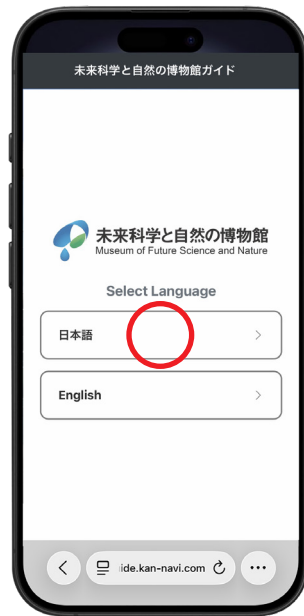 未来科学と自然の博物館ガイド
未来科学と自然の博物館
Museum of Future Science and Nature
Select Language
日本語
English
ide.kan-navi.com